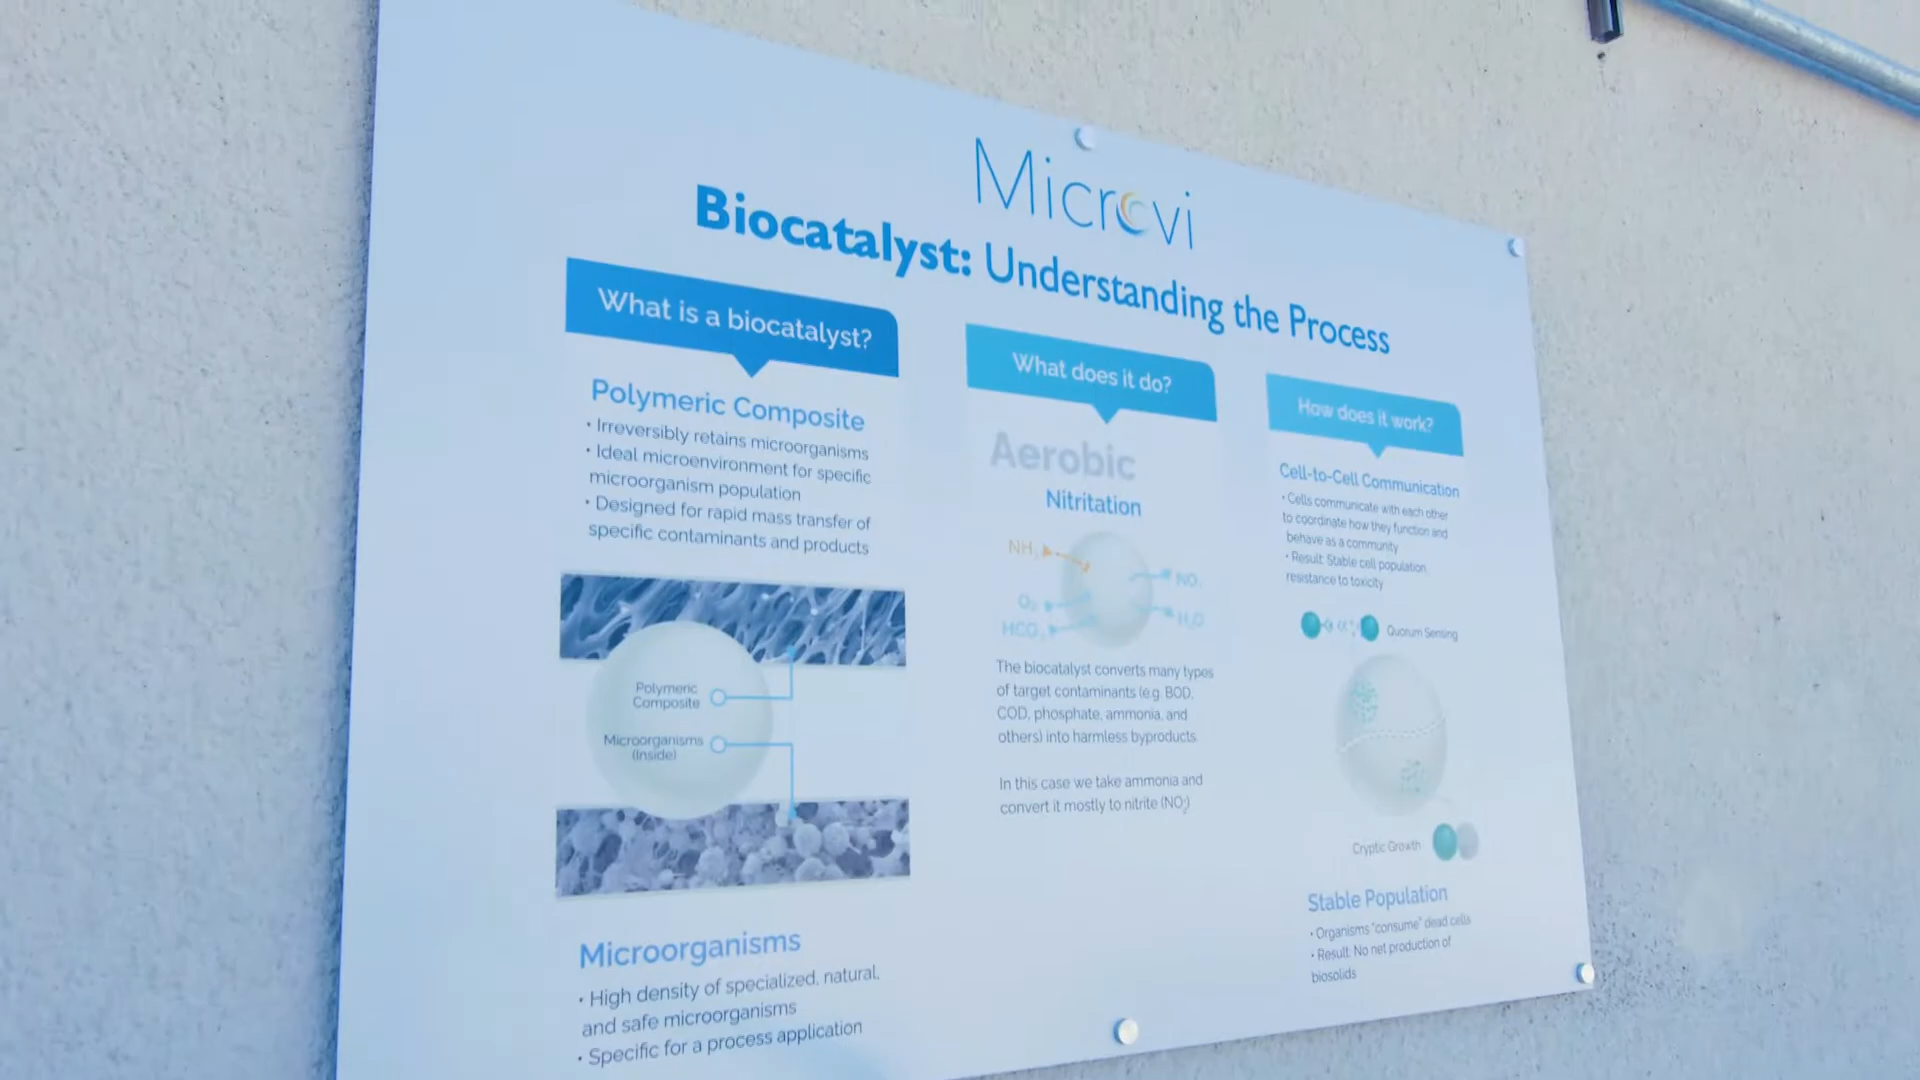 Microvi
Biocatalyst: Understanding the Process
What is a biocatalyst?
Polymeric Composite
• Irreversibly retains microorganisms
• Ideal microenvironment for specific
microorganism population
• Designed for rapid mass transfer of
specific contaminants and products
Polymeric
Composite
Microorganisms
(Inside)
Microorganisms
• High density of specialized, natural,
and safe microorganisms
• Specific for a process application
What does it do?
Aerobic
Nitritation
NH
NO
O₂
H₂O
HCO
The biocatalyst converts many types
of target contaminants (e.g. BOD,
COD, phosphate, ammonia, and
others) into harmless byproducts.
In this case we take ammonia and
convert it mostly to nitrite (NO₂⁻)
How does it work?
Cell-to-Cell Communication
• Cells communicate with each other
to coordinate how they function and
behave as a community
• Result: Stable cell population,
resistance to toxicity
Quorum Sensing
Cryptic Growth
Stable Population
• Organisms "consume" dead cells
• Result: No net production of
biosolids